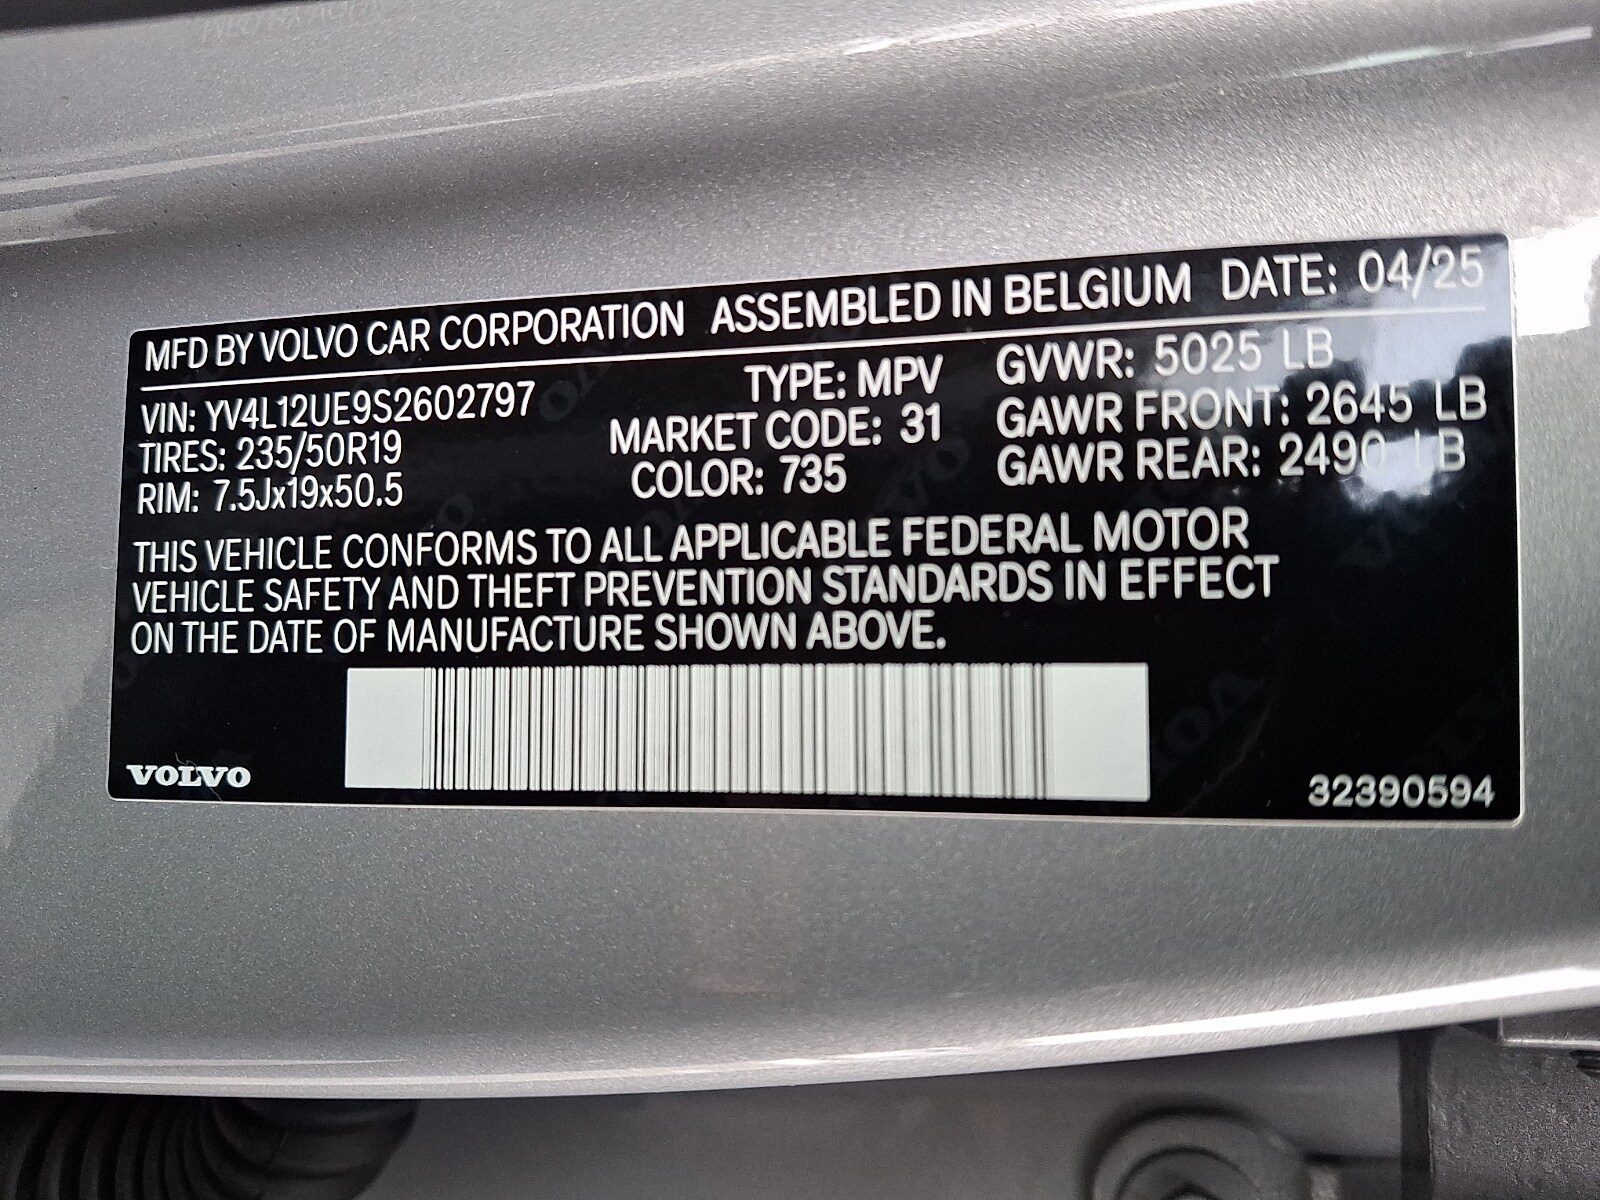 MFD BY VOLVO CAR CORPORATION ASSEMBLED IN BELGIUM DATE: 04/25
VIN: YV4L12UE9S2602797 TYPE: MPV GVWR: 5025 LB
TIRES: 235/50R19 MARKET CODE: 31 GAWR FRONT: 2645 LB
RIM: 7.5Jx19x50.5 COLOR: 735 GAWR REAR: 2490 LB
THIS VEHICLE CONFORMS TO ALL APPLICABLE FEDERAL MOTOR
VEHICLE SAFETY AND THEFT PREVENTION STANDARDS IN EFFECT
ON THE DATE OF MANUFACTURE SHOWN ABOVE.
VOLVO 32390594